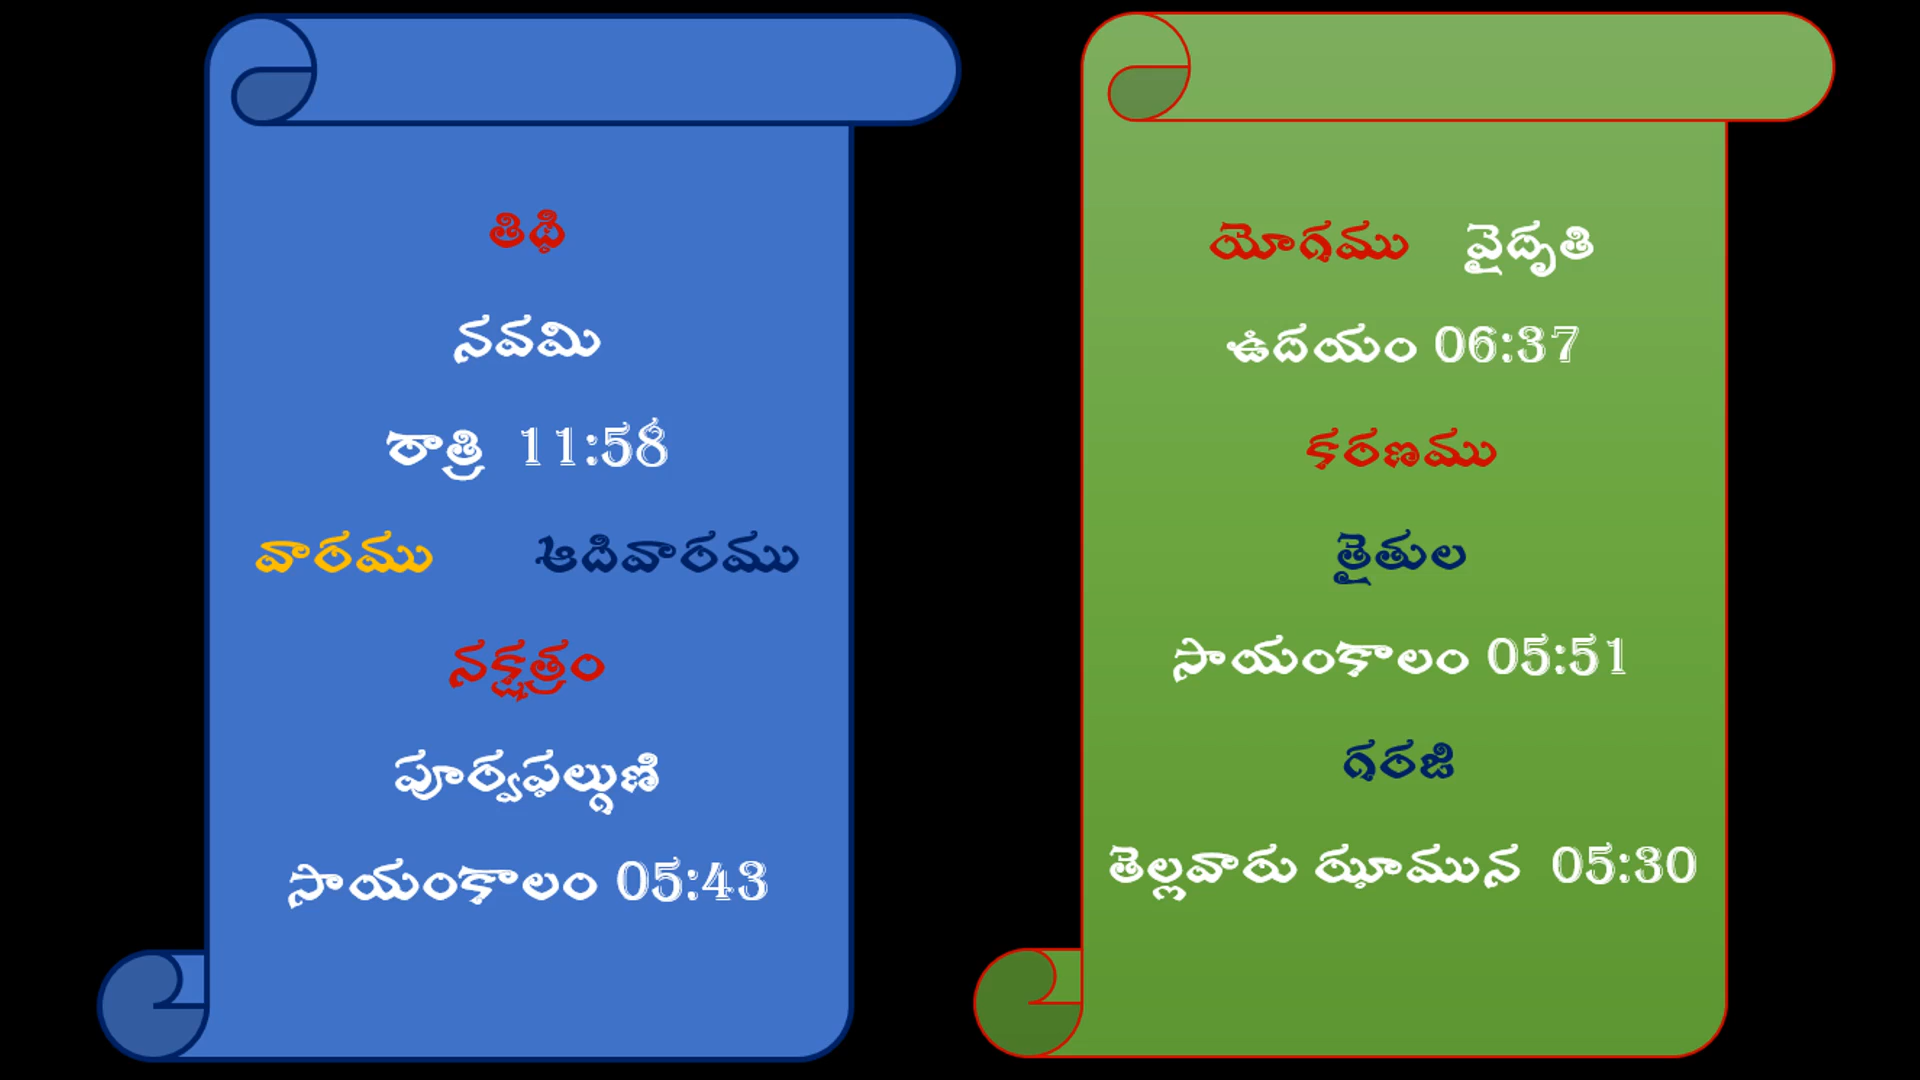 తిథి
నవమి
రాత్రి 11:58
వారము ఆదివారము
నక్షత్రం
పూర్వఫల్గుణి
సాయంకాలం 05:43
యోగము వైదృతి
ఉదయం 06:37
కరణము
తైతుల
సాయంకాలం 05:51
గరజి
తెల్లవారు ఝామున 05:30